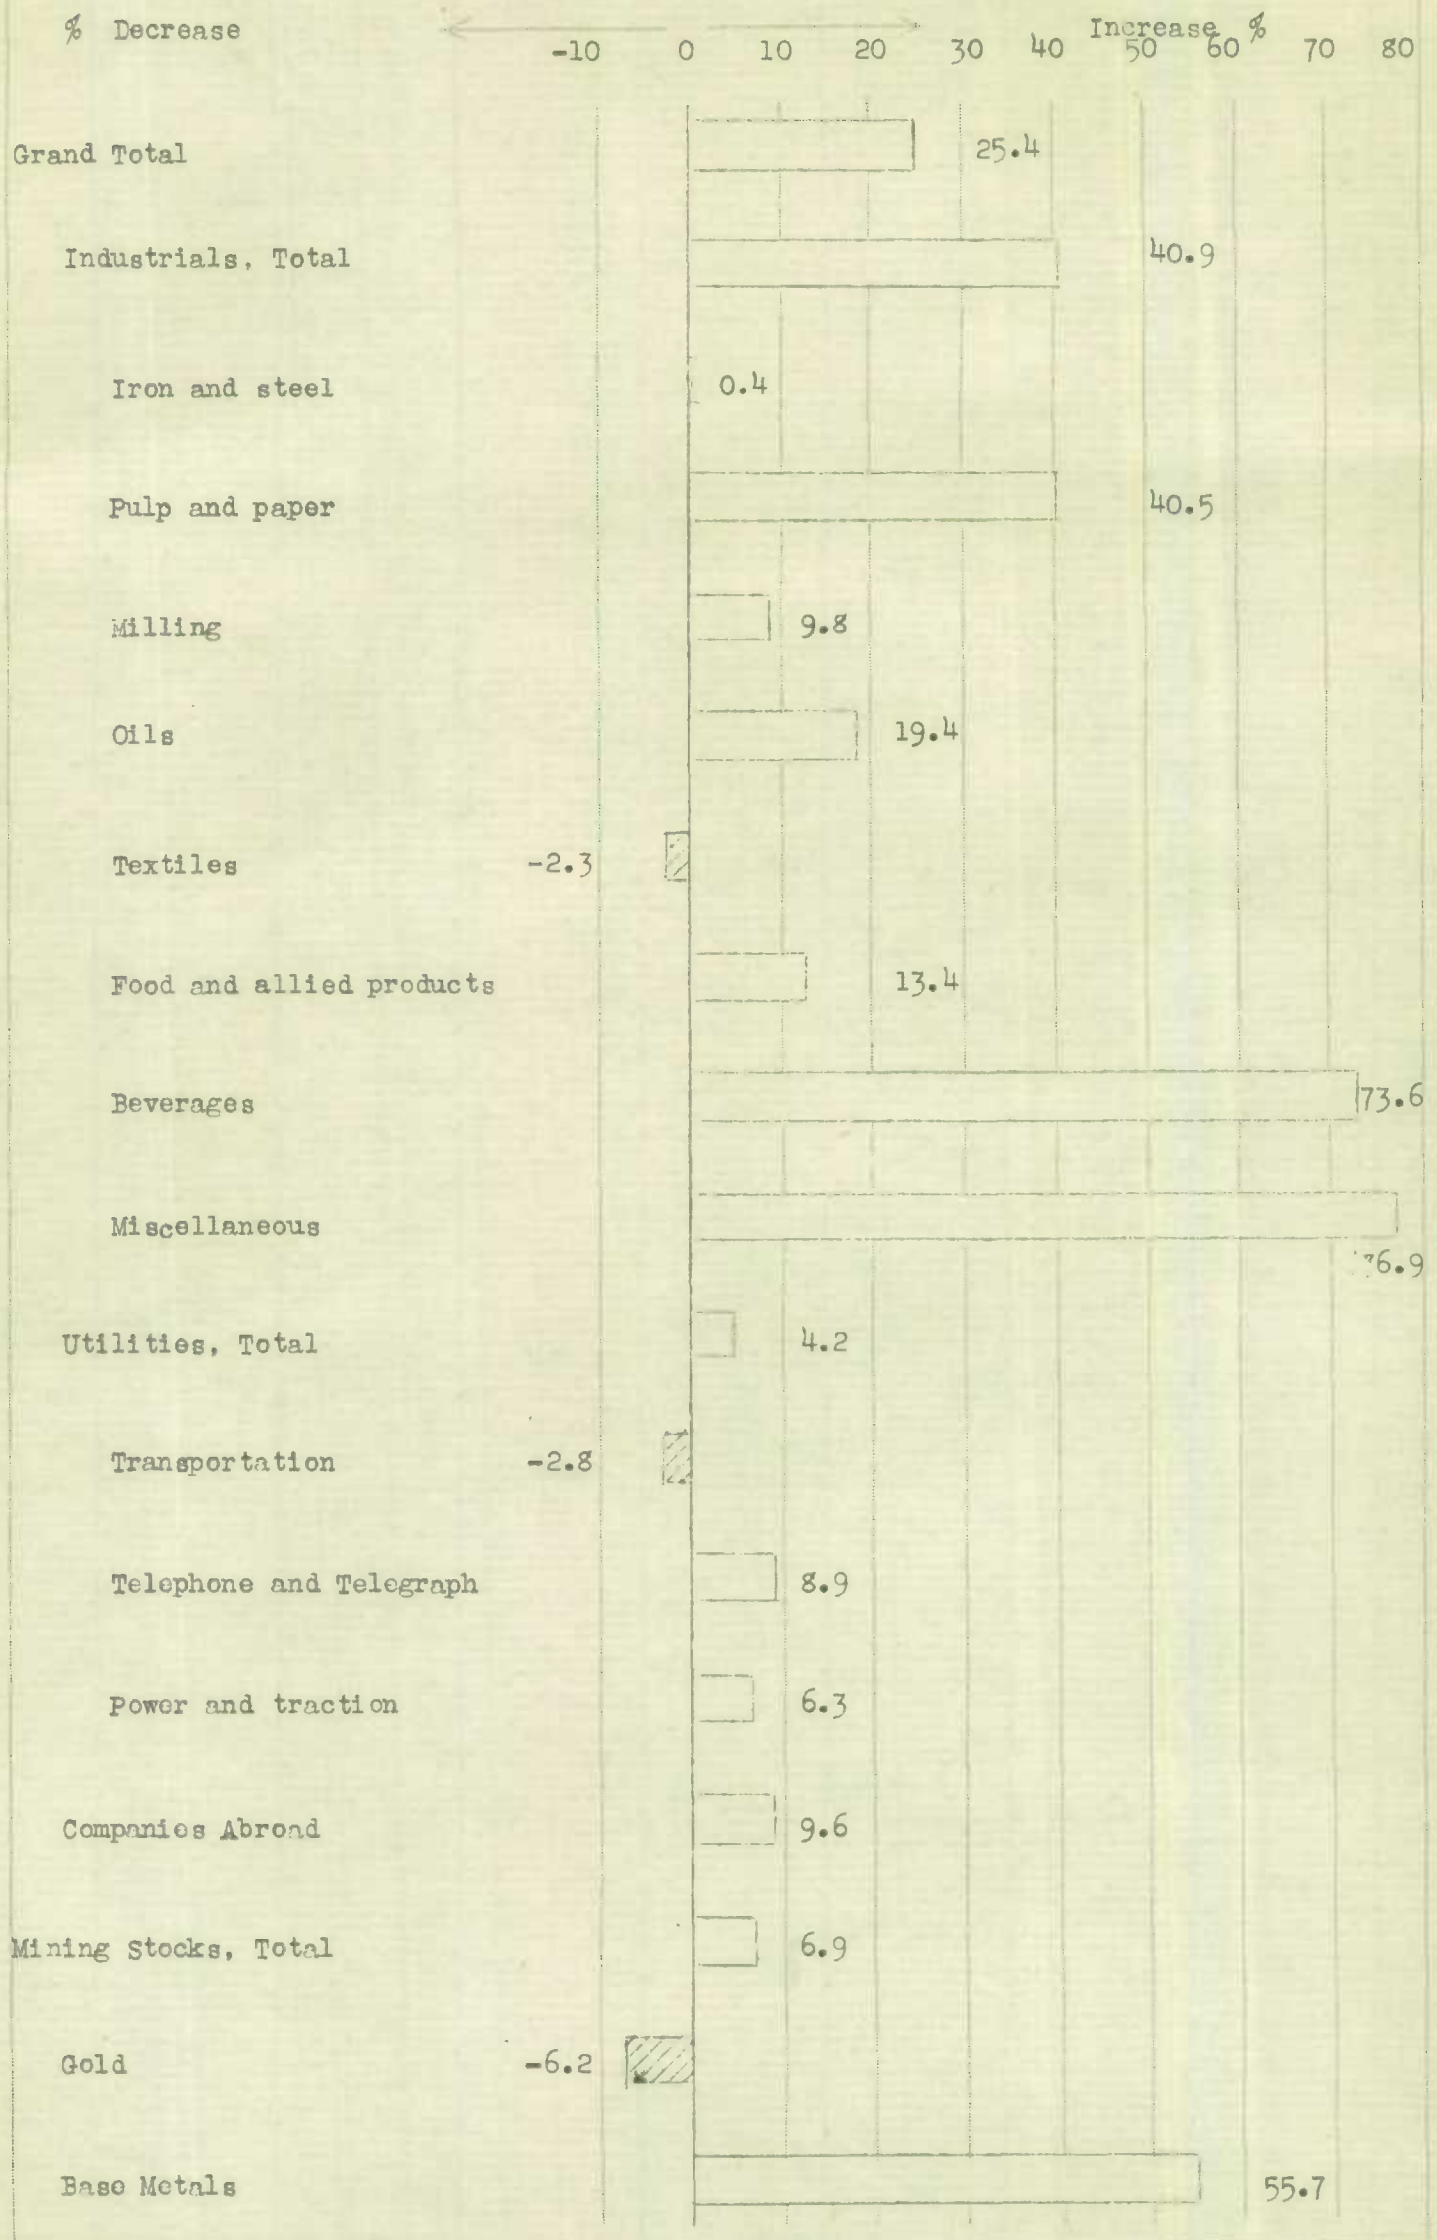 % Decrease Increase %
-10 0 10 20 30 40 50 60 70 80
Grand Total 25.4
Industrials, Total 40.9
Iron and steel 0.4
Pulp and paper 40.5
Milling 9.8
Oils 19.4
Textiles -2.3
Food and allied products 13.4
Beverages 73.6
Miscellaneous
76.9
Utilities, Total 4.2
Transportation -2.8
Telephone and Telegraph 8.9
Power and traction 6.3
Companies Abroad 9.6
Mining Stocks, Total 6.9
Gold -6.2
Base Metals 55.7